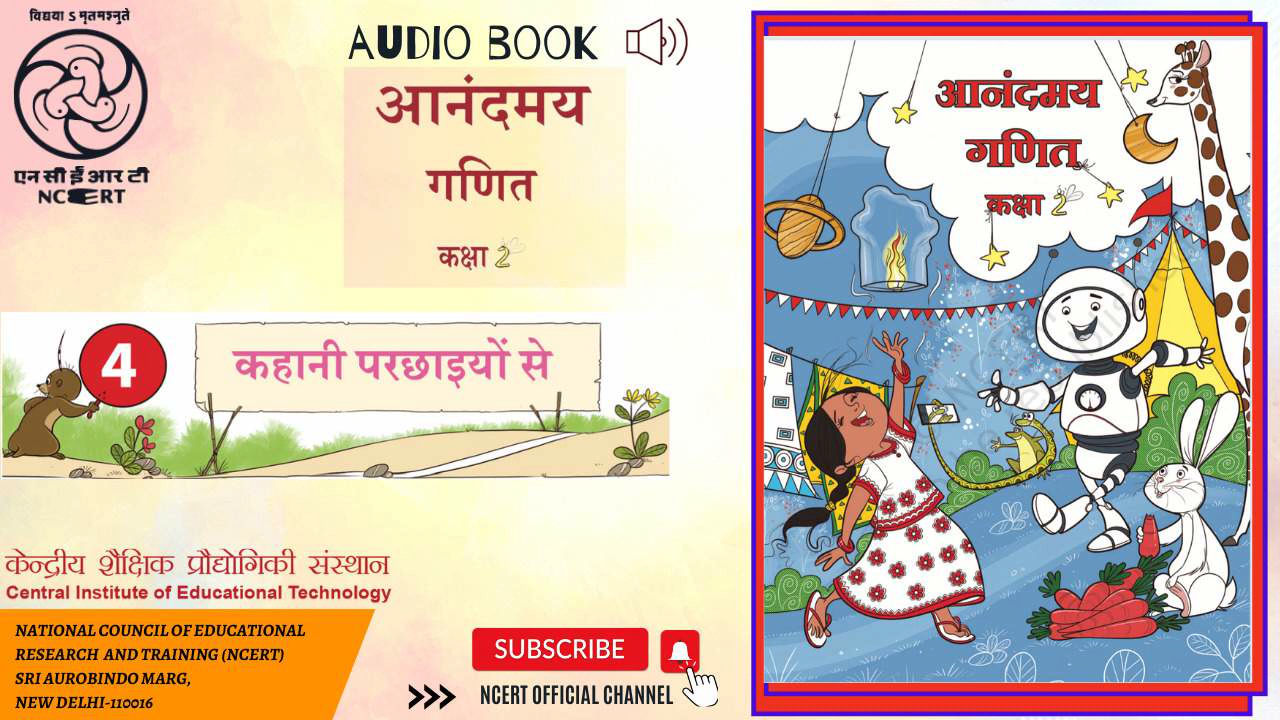 विद्यया ऽ मृतमश्नुते
एन सी ई आर टी
NCERT
AUDIO BOOK
आनंदमय
गणित
कक्षा 2
4
कहानी परछाइयों से
केन्द्रीय शैक्षिक प्रौद्योगिकी संस्थान
Central Institute of Educational Technology
NATIONAL COUNCIL OF EDUCATIONAL
RESEARCH AND TRAINING (NCERT)
SRI AUROBINDO MARG,
NEW DELHI-110016
SUBSCRIBE
>>> NCERT OFFICIAL CHANNEL
आनंदमय
गणित
कक्षा 2